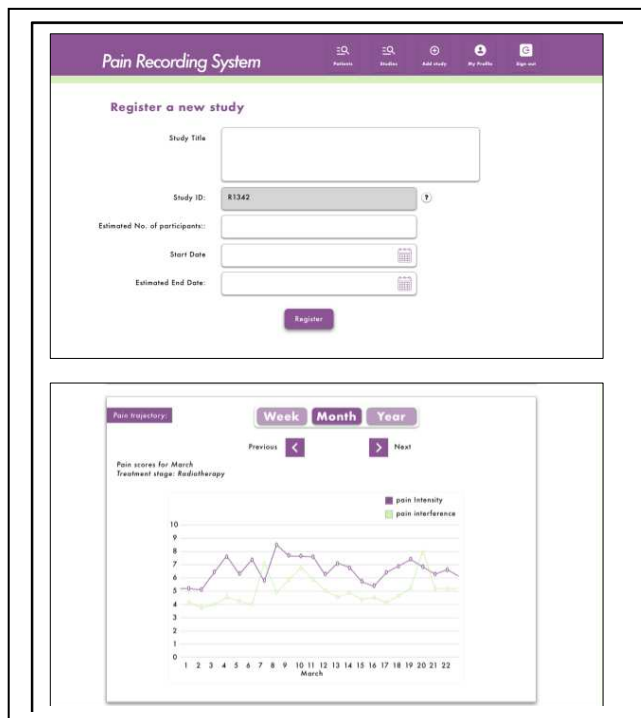 Pain Recording System
Patients Studies Add study My Profile Sign out
Register a new study
Study Title
Study ID: R1342 ?
Estimated No. of participants::
Start Date
Estimated End Date:
Register
Pain trajectory: Week Month Year
Previous < > Next
Pain scores for March
Treatment stage: Radiotherapy
pain Intensity
pain interference
10
9
8
7
6
5
4
3
2
1
0
1 2 3 4 5 6 7 8 9 10 11 12 13 14 15 16 17 18 19 20 21 22
March